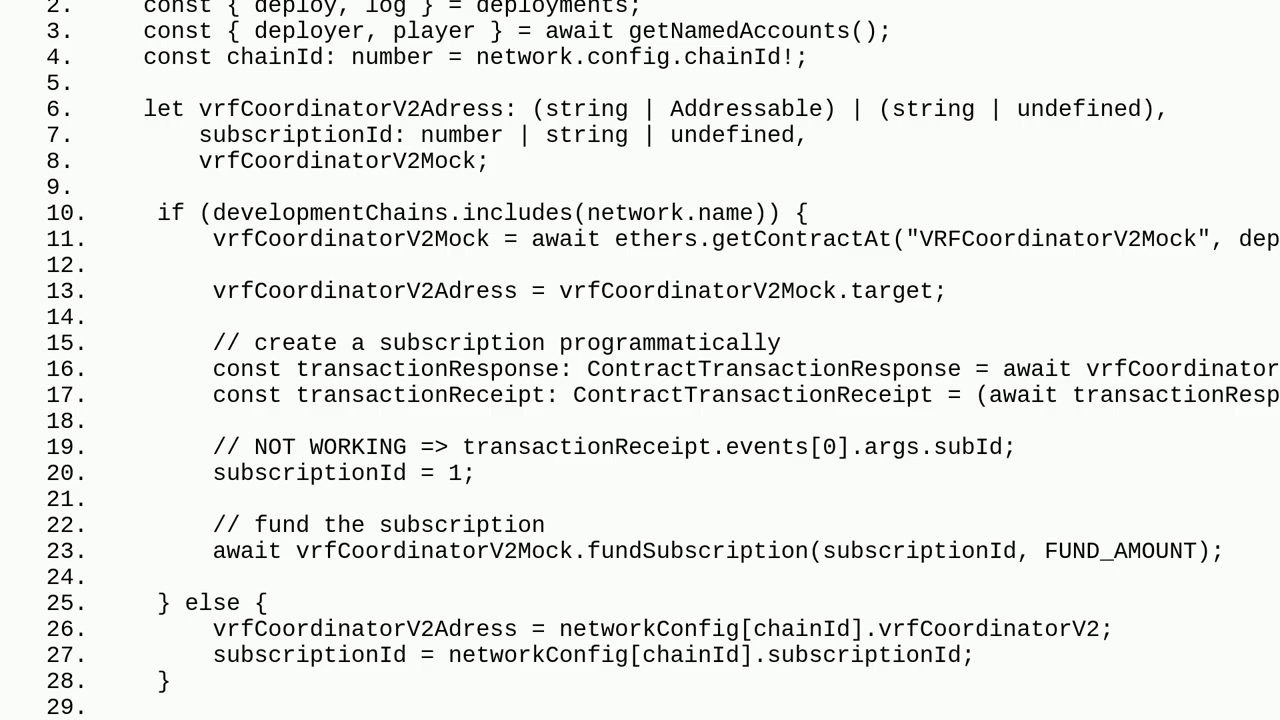 2.     const { deploy, log } = deployments;
3.     const { deployer, player } = await getNamedAccounts();
4.     const chainId: number = network.config.chainId!;
5.
6.     let vrfCoordinatorV2Adress: (string | Addressable) | (string | undefined),
7.         subscriptionId: number | string | undefined,
8.         vrfCoordinatorV2Mock;
9.
10.     if (developmentChains.includes(network.name)) {
11.         vrfCoordinatorV2Mock = await ethers.getContractAt("VRFCoordinatorV2Mock", dep
12.
13.         vrfCoordinatorV2Adress = vrfCoordinatorV2Mock.target;
14.
15.         // create a subscription programmatically
16.         const transactionResponse: ContractTransactionResponse = await vrfCoordinator
17.         const transactionReceipt: ContractTransactionReceipt = (await transactionResp
18.
19.         // NOT WORKING => transactionReceipt.events[0].args.subId;
20.         subscriptionId = 1;
21.
22.         // fund the subscription
23.         await vrfCoordinatorV2Mock.fundSubscription(subscriptionId, FUND_AMOUNT);
24.
25.     } else {
26.         vrfCoordinatorV2Adress = networkConfig[chainId].vrfCoordinatorV2;
27.         subscriptionId = networkConfig[chainId].subscriptionId;
28.     }
29.